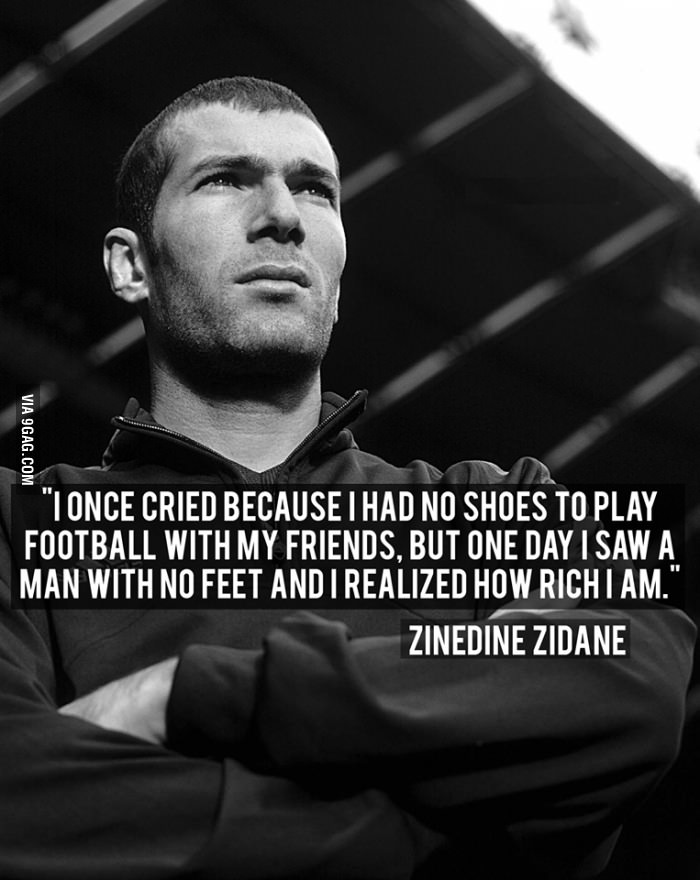 VIA 9GAG.COM
"I ONCE CRIED BECAUSE I HAD NO SHOES TO PLAY
FOOTBALL WITH MY FRIENDS, BUT ONE DAY I SAW A
MAN WITH NO FEET AND I REALIZED HOW RICH I AM."
ZINEDINE ZIDANE